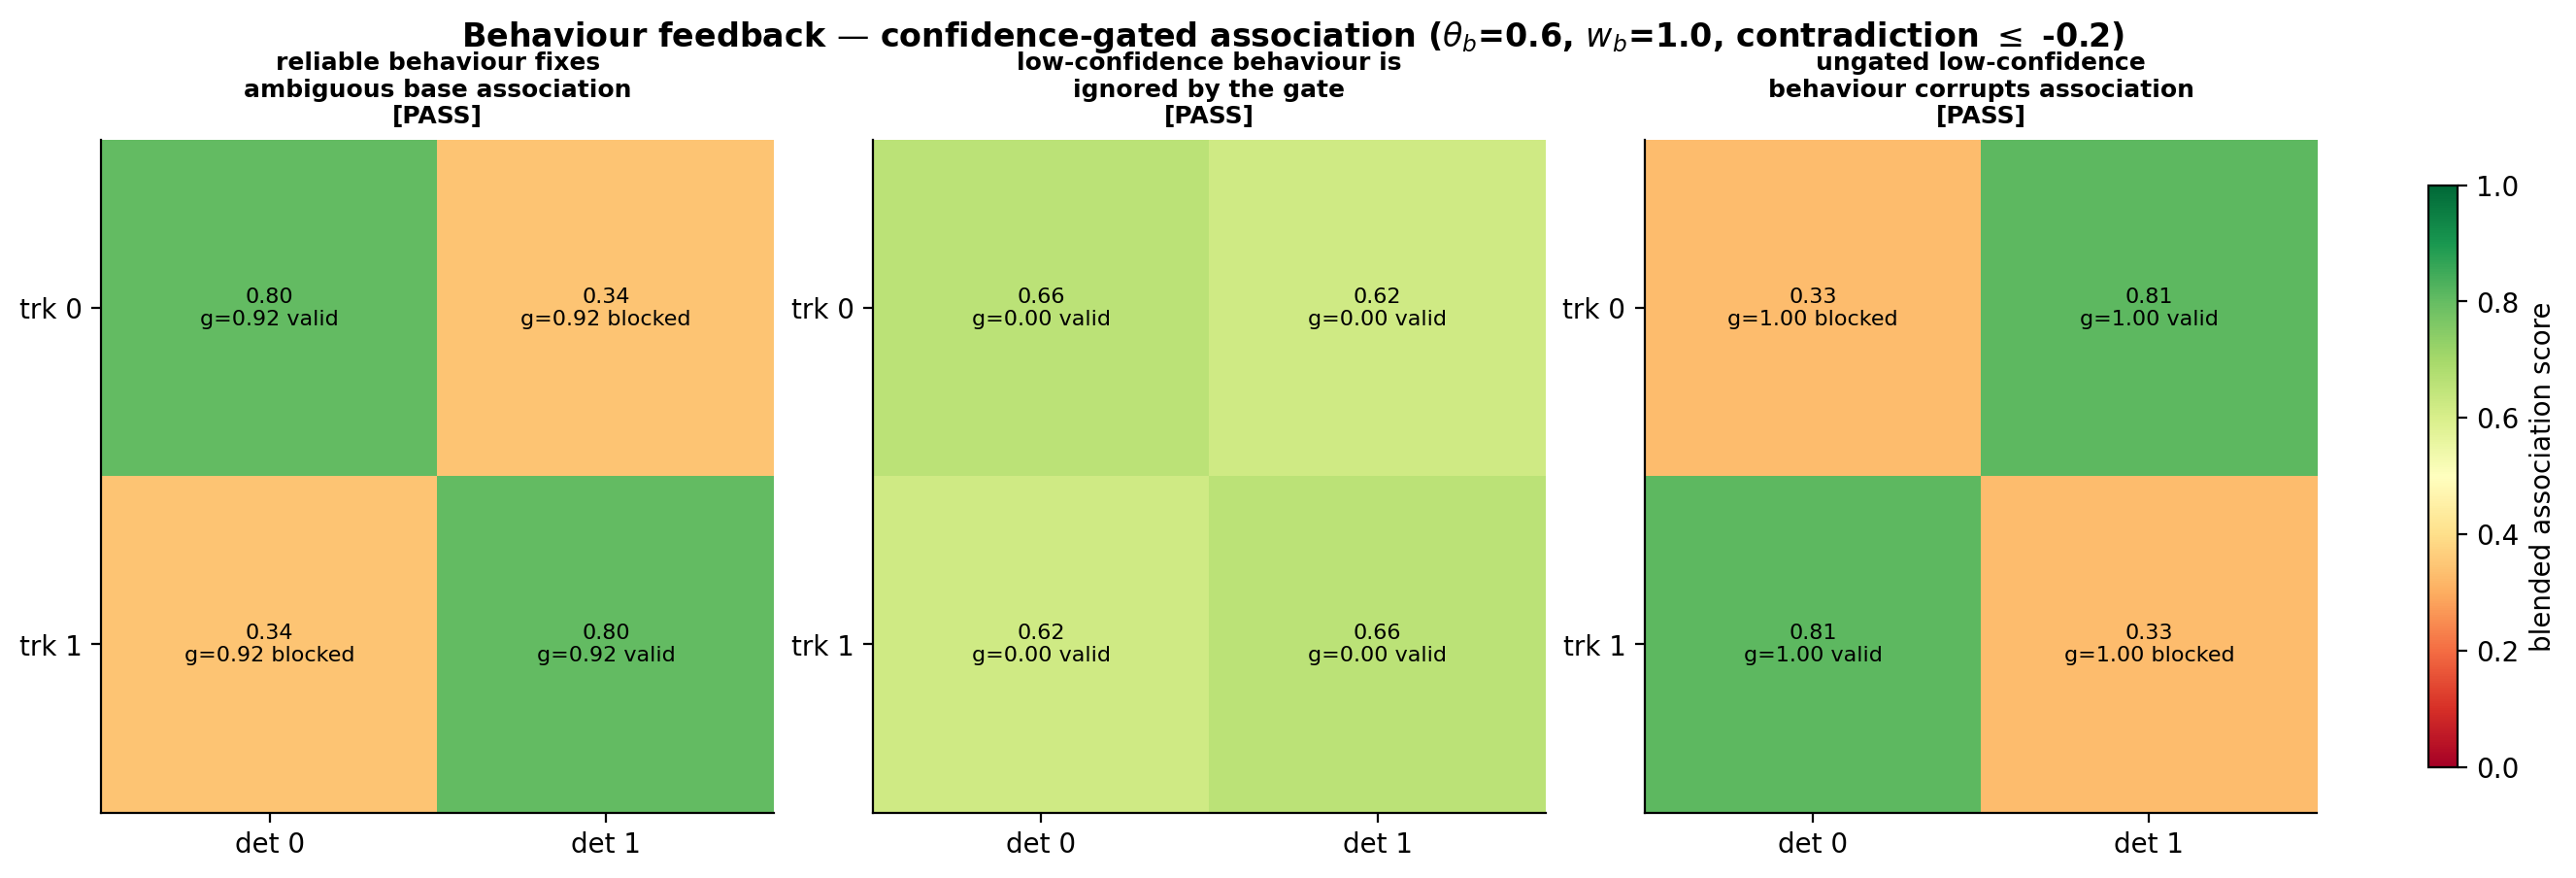 Behaviour feedback — confidence-gated association (θ_b=0.6, w_b=1.0, contradiction ≤ -0.2)
reliable behaviour fixes
ambiguous base association
[PASS]
trk 0
trk 1
0.80
g=0.92 valid
0.34
g=0.92 blocked
0.34
g=0.92 blocked
0.80
g=0.92 valid
det 0
det 1
low-confidence behaviour is
ignored by the gate
[PASS]
trk 0
trk 1
0.66
g=0.00 valid
0.62
g=0.00 valid
0.62
g=0.00 valid
0.66
g=0.00 valid
det 0
det 1
ungated low-confidence
behaviour corrupts association
[PASS]
trk 0
trk 1
0.33
g=1.00 blocked
0.81
g=1.00 valid
0.81
g=1.00 valid
0.33
g=1.00 blocked
det 0
det 1
1.0
0.8
0.6
0.4
0.2
0.0
blended association score